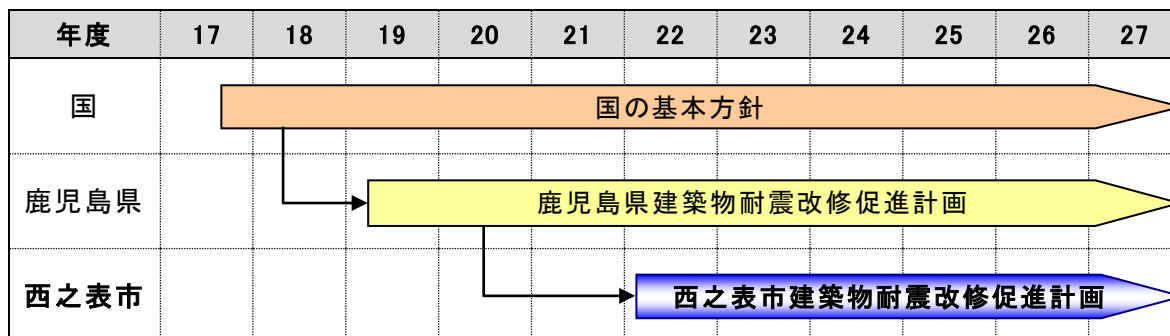 年度 17 18 19 20 21 22 23 24 25 26 27
国 国の基本方針
鹿児島県 鹿児島県建築物耐震改修促進計画
西之表市 西之表市建築物耐震改修促進計画